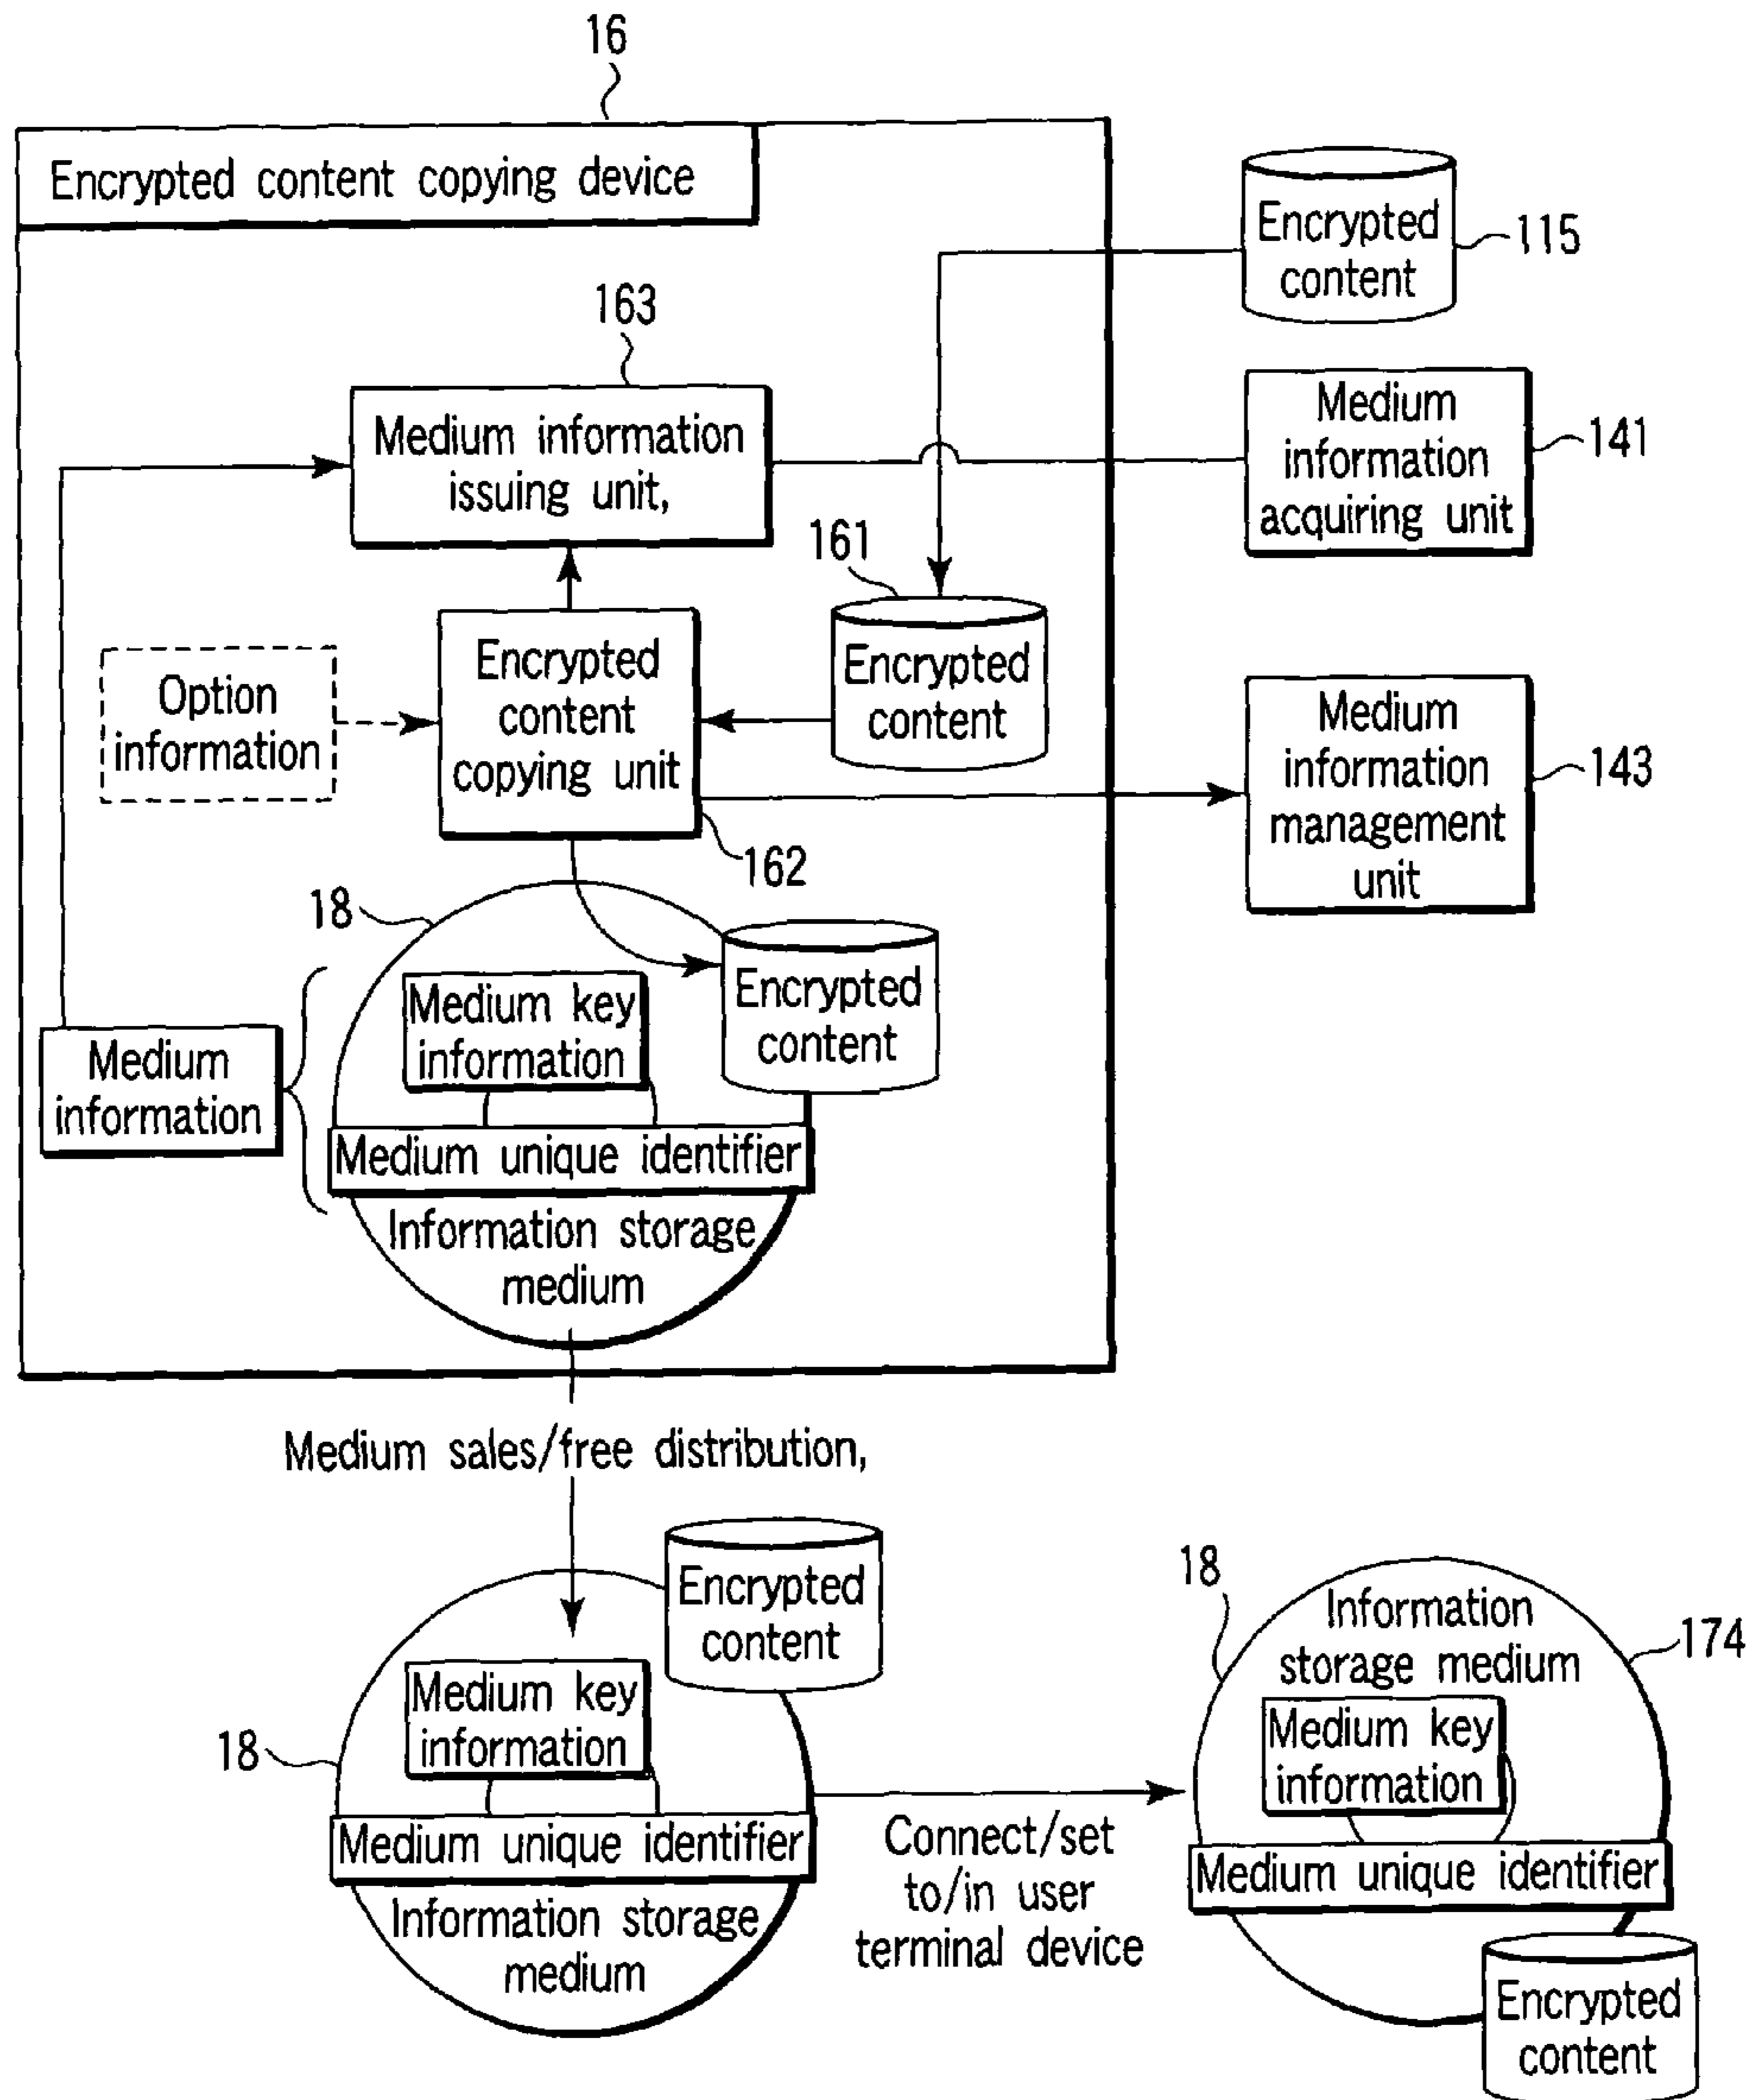 16
Encrypted content copying device
Encrypted
content
115
163
Medium information
issuing unit,
Medium
information
acquiring unit
141
161
Encrypted
content
Encrypted
content
copying unit
162
Option
information
Medium
information
management
unit
143
18
Encrypted
content
Medium key
information
Medium
information
Medium unique identifier
Information storage
medium
Medium sales/free distribution,
Encrypted
content
18
Medium key
information
Medium unique identifier
Information storage
medium
Connect/set
to/in user
terminal device
18
Information
storage medium
174
Medium key
information
Medium unique identifier
Encrypted
content